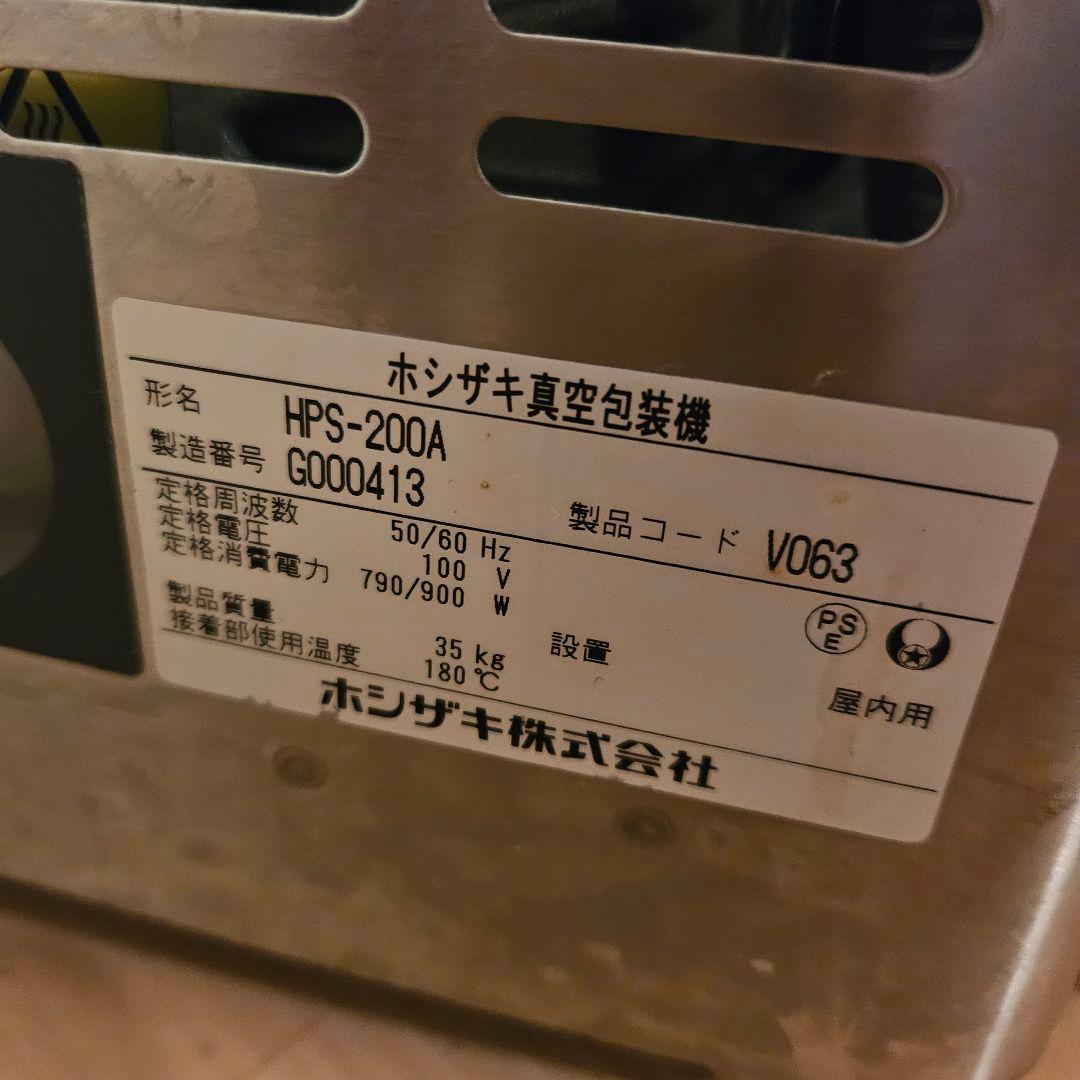 ホシザキ真空包装機
形名 HPS-200A
製造番号 G000413 製品コード V063
定格周波数 50/60 Hz
定格電圧 100 V
定格消費電力 790/900 W
製品質量 35 kg 設置 屋内用
接着部使用温度 180℃
PS
E
ホシザキ株式会社